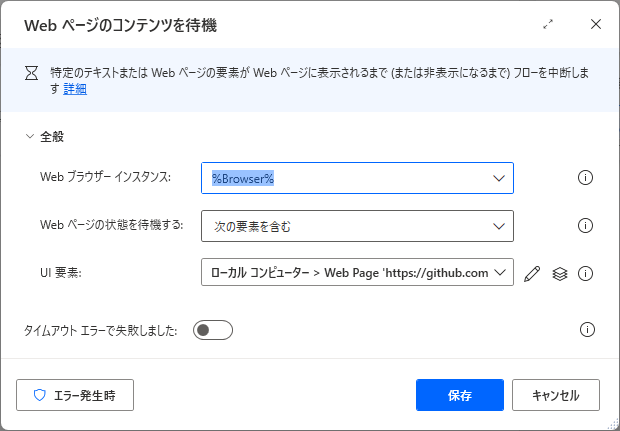 Web ページのコンテンツを待機
特定のテキストまたは Web ページの要素が Web ページに表示されるまで (または非表示になるまで) フローを中断しま
す 詳細
全般
Web ブラウザー インスタンス:
%Browser%
Web ページの状態を待機する:
次の要素を含む
UI 要素:
ローカル コンピューター > Web Page 'https://github.com
タイムアウト エラーで失敗しました:
エラー発生時
保存
キャンセル